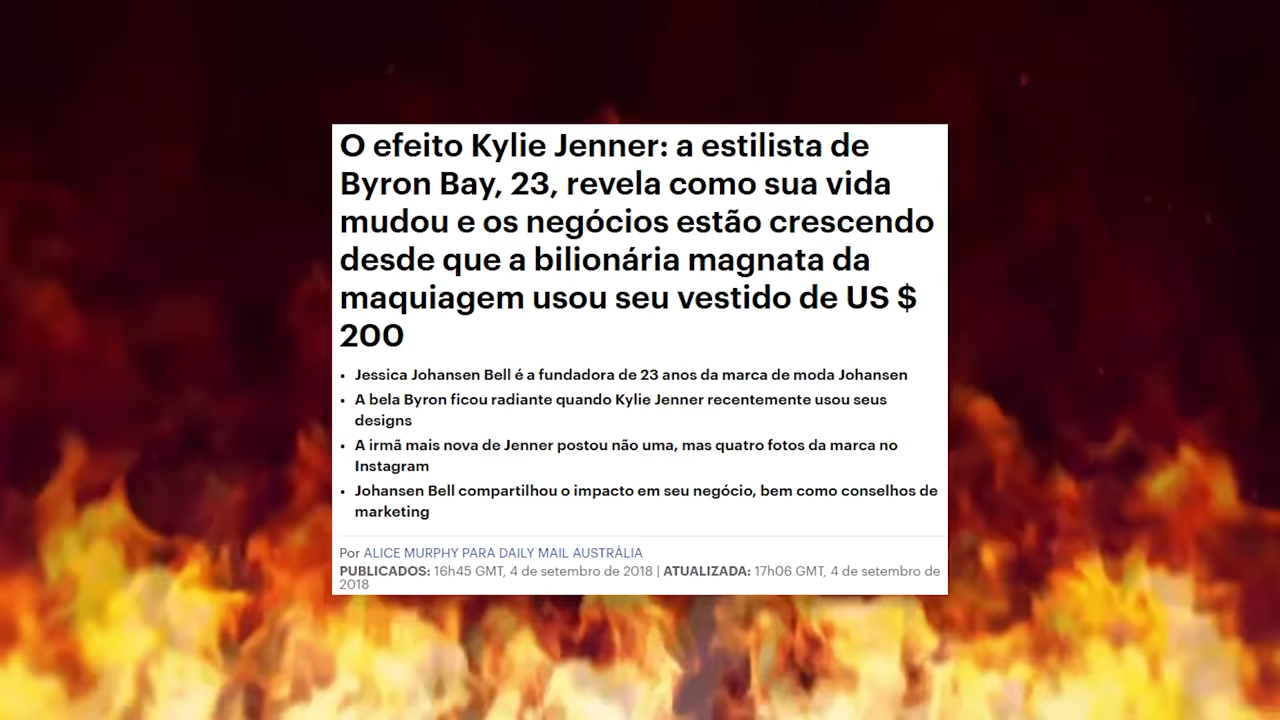 O efeito Kylie Jenner: a estilista de
Byron Bay, 23, revela como sua vida
mudou e os negócios estão crescendo
desde que a bilionária magnata da
maquiagem usou seu vestido de US $
200
• Jessica Johansen Bell é a fundadora de 23 anos da marca de moda Johansen
• A bela Byron ficou radiante quando Kylie Jenner recentemente usou seus
designs
• A irmã mais nova de Jenner postou não uma, mas quatro fotos da marca no
Instagram
• Johansen Bell compartilhou o impacto em seu negócio, bem como conselhos de
marketing
Por ALICE MURPHY PARA DAILY MAIL AUSTRÁLIA
PUBLICADOS: 16h45 GMT, 4 de setembro de 2018 | ATUALIZADA: 17h06 GMT, 4 de setembro de
2018